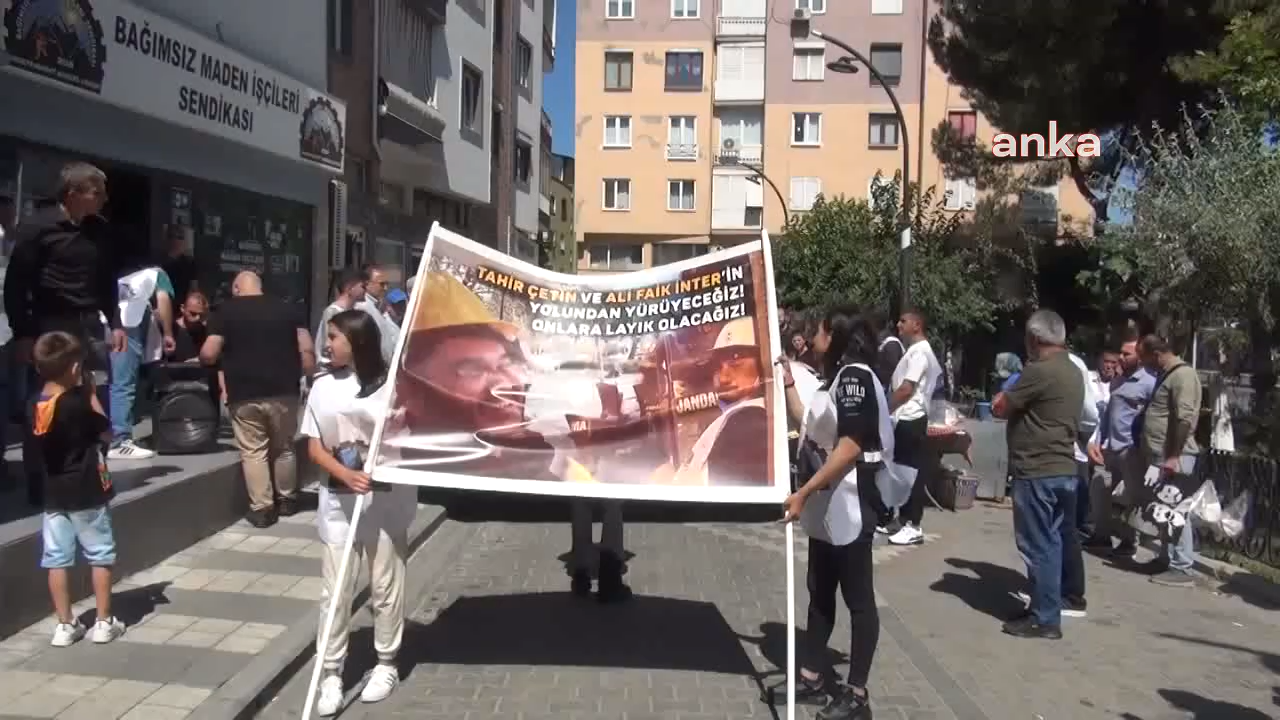 BAĞIMSIZ MADEN İŞÇİLERİ
SENDİKASI
anka
TAHİR ÇETİN VE ALİ FAİK İNTER'İN
YOLUNDAN YÜRÜYECEĞİZ!
ONLARA LAYIK OLACAĞIZ!
JANDA